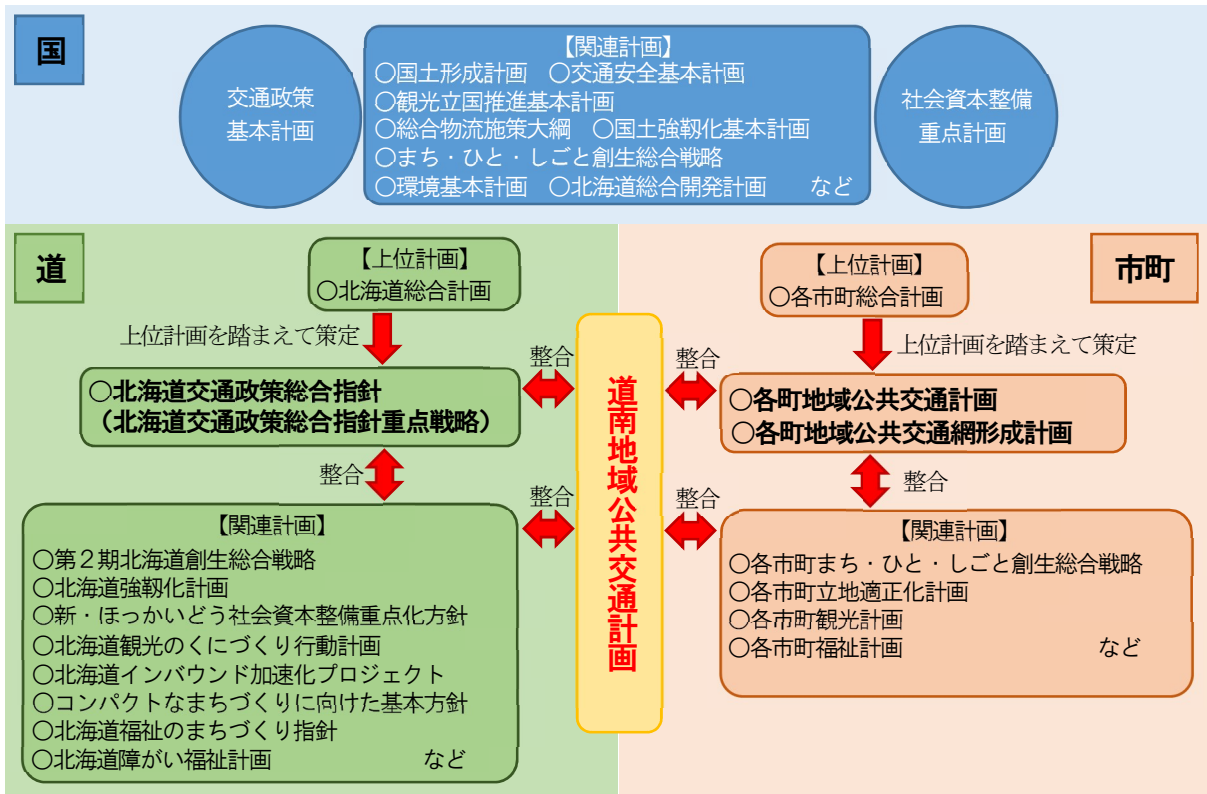 国
交通政策
基本計画
【関連計画】
○国土形成計画　○交通安全基本計画
○観光立国推進基本計画
○総合物流施策大綱　○国土強靱化基本計画
○まち・ひと・しごと創生総合戦略
○環境基本計画　○北海道総合開発計画　　など
社会資本整備
重点計画
道
【上位計画】
○北海道総合計画
上位計画を踏まえて策定
○北海道交通政策総合指針
（北海道交通政策総合指針重点戦略）
整合
【関連計画】
○第２期北海道創生総合戦略
○北海道強靱化計画
○新・ほっかいどう社会資本整備重点化方針
○北海道観光のくにづくり行動計画
○北海道インバウンド加速化プロジェクト
○コンパクトなまちづくりに向けた基本方針
○北海道福祉のまちづくり指針
○北海道障がい福祉計画　　など
整合
整合
道南地域公共交通計画
整合
整合
市町
【上位計画】
○各市町総合計画
上位計画を踏まえて策定
○各町地域公共交通計画
○各町地域公共交通網形成計画
整合
【関連計画】
○各市町まち・ひと・しごと創生総合戦略
○各市町立地適正化計画
○各市町観光計画
○各市町福祉計画　　など